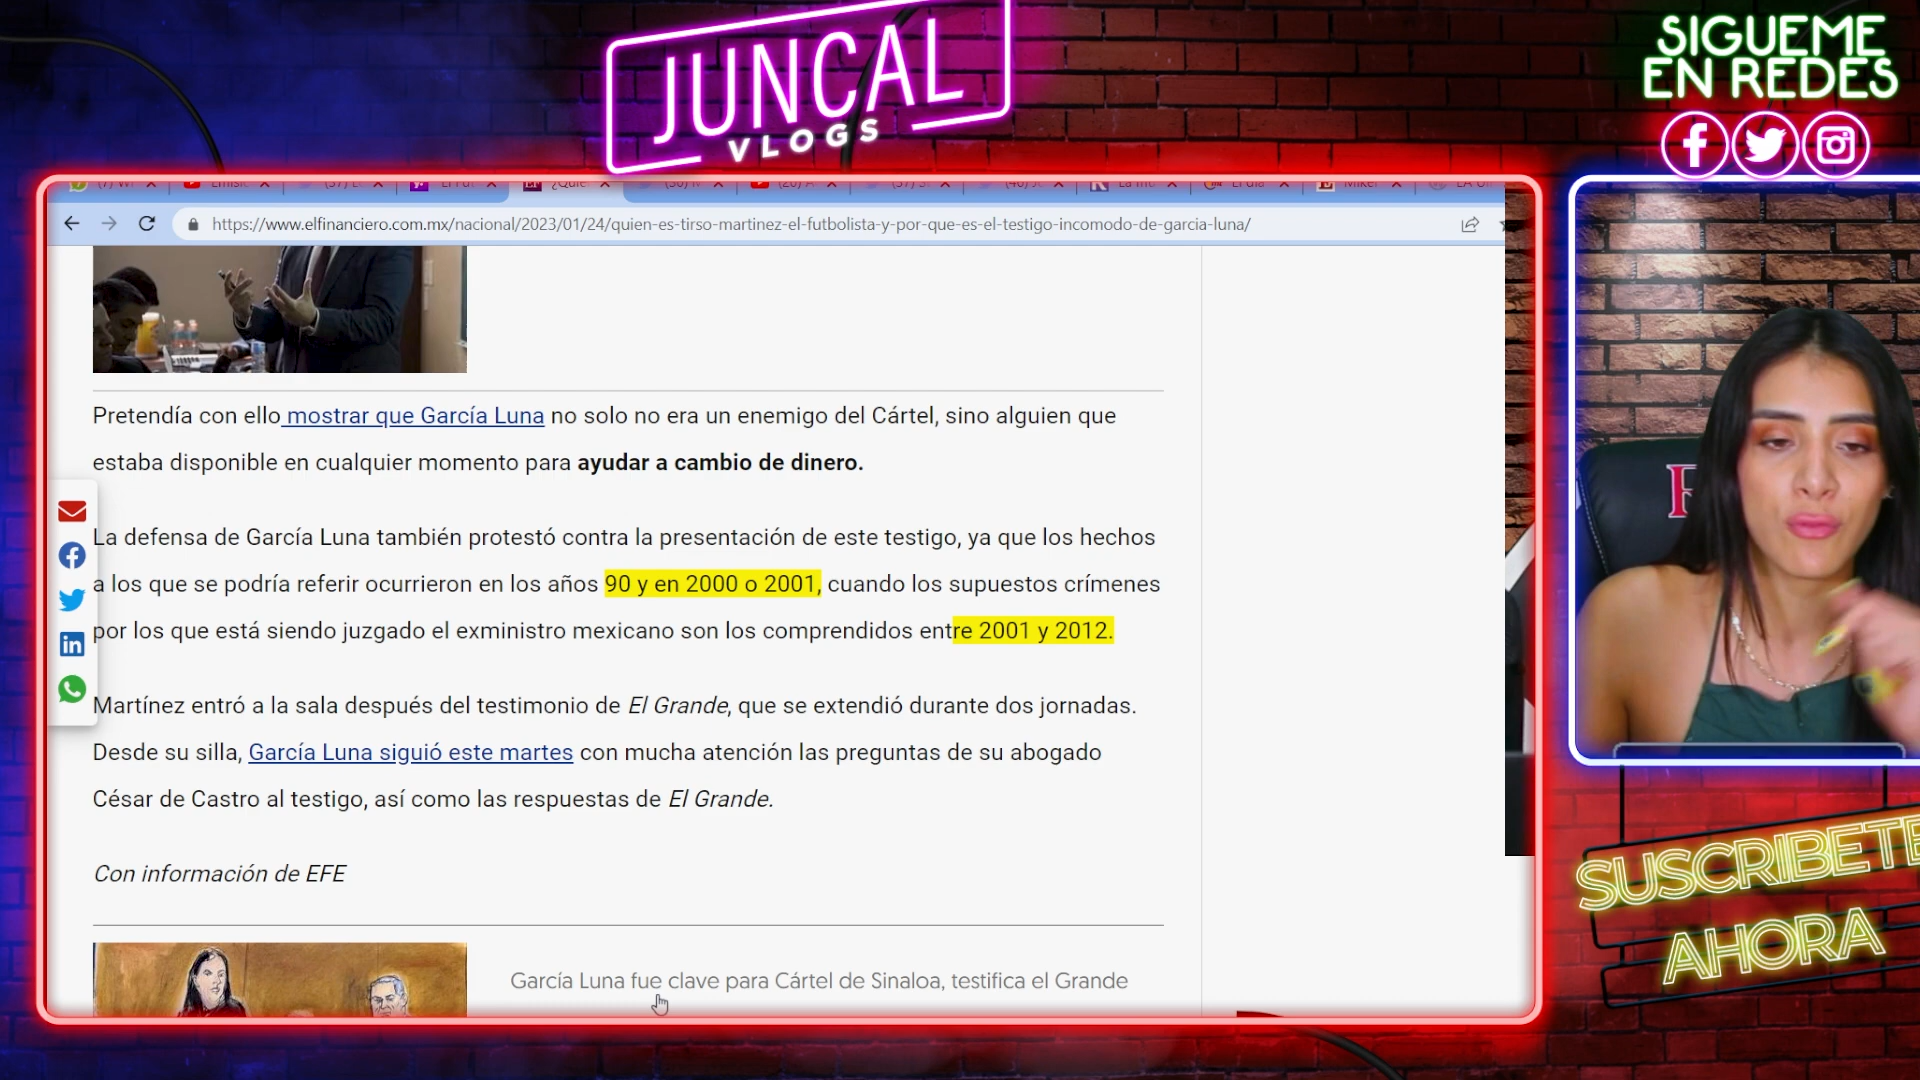 JUNCAL
VLOGS
SIGUEME
EN REDES
https://www.elfinanciero.com.mx/nacional/2023/01/24/quien-es-tirso-martinez-el-futbolista-y-por-que-es-el-testigo-incomodo-de-garcia-luna/
Pretendía con ello mostrar que García Luna no solo no era un enemigo del Cártel, sino alguien que
estaba disponible en cualquier momento para ayudar a cambio de dinero.
La defensa de García Luna también protestó contra la presentación de este testigo, ya que los hechos
a los que se podría referir ocurrieron en los años 90 y en 2000 o 2001, cuando los supuestos crímenes
por los que está siendo juzgado el exministro mexicano son los comprendidos entre 2001 y 2012.
Martínez entró a la sala después del testimonio de El Grande, que se extendió durante dos jornadas.
Desde su silla, García Luna siguió este martes con mucha atención las preguntas de su abogado
César de Castro al testigo, así como las respuestas de El Grande.
Con información de EFE
García Luna fue clave para Cártel de Sinaloa, testifica el Grande
SUSCRIBETE
AHORA